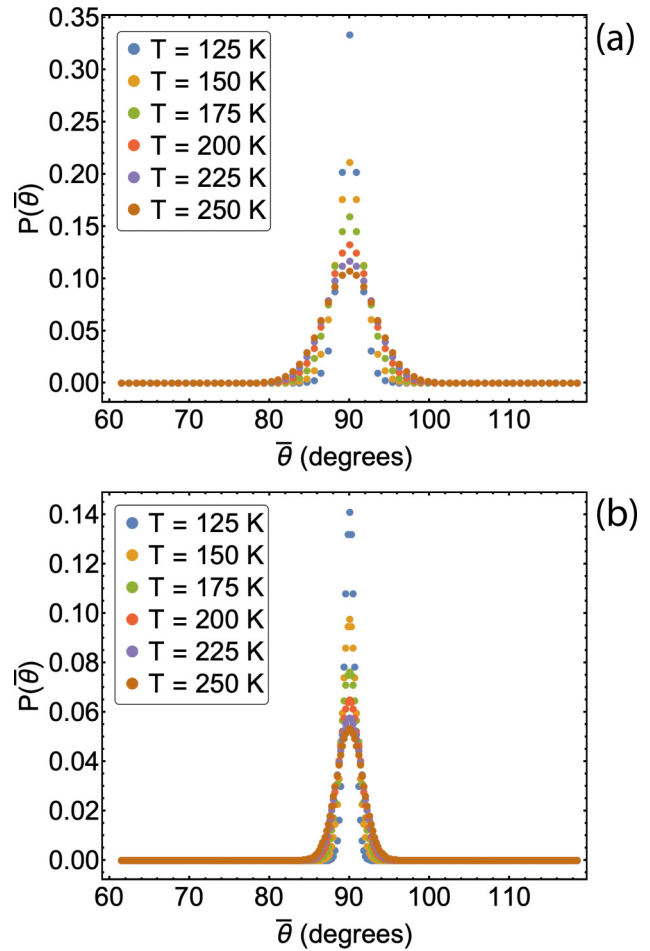 (a)
0.35
0.30
0.25
0.20
0.15
0.10
0.05
0.00
P(θ̅)
T = 125 K
T = 150 K
T = 175 K
T = 200 K
T = 225 K
T = 250 K
60 70 80 90 100 110
θ̅ (degrees)
(b)
0.14
0.12
0.10
0.08
0.06
0.04
0.02
0.00
P(θ̅)
T = 125 K
T = 150 K
T = 175 K
T = 200 K
T = 225 K
T = 250 K
60 70 80 90 100 110
θ̅ (degrees)